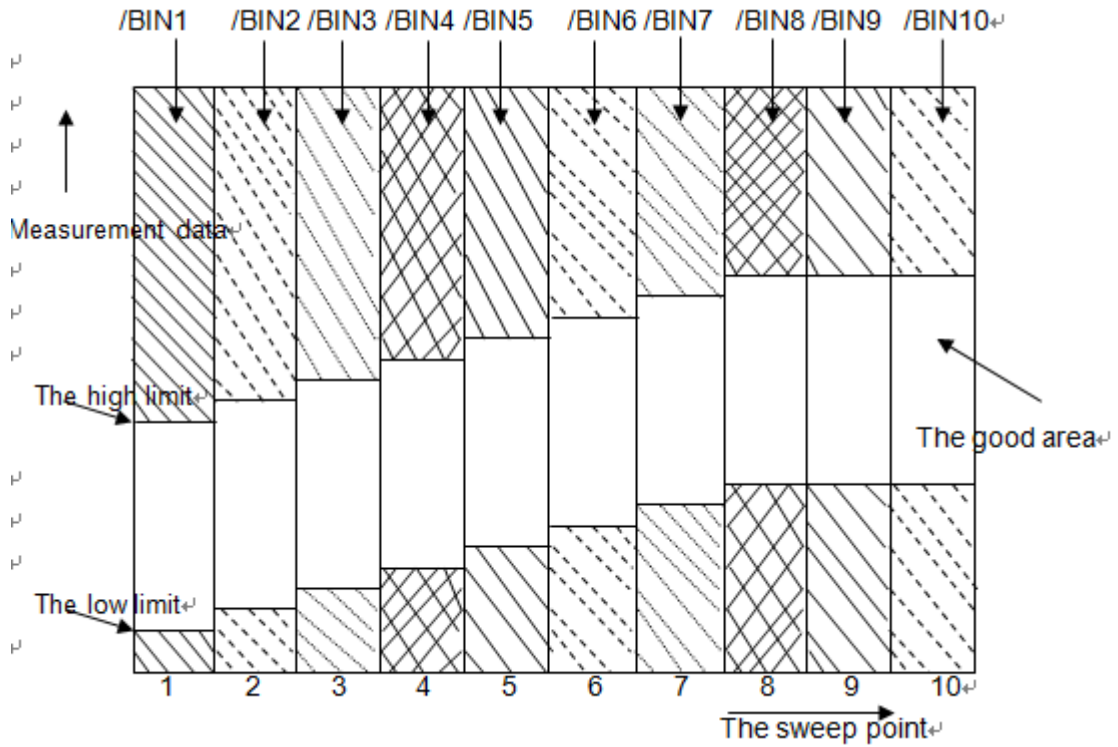 /BIN1 /BIN2 /BIN3 /BIN4 /BIN5 /BIN6 /BIN7 /BIN8 /BIN9 /BIN10
Measurement data
The high limit
The good area
The low limit
1 2 3 4 5 6 7 8 9 10
The sweep point